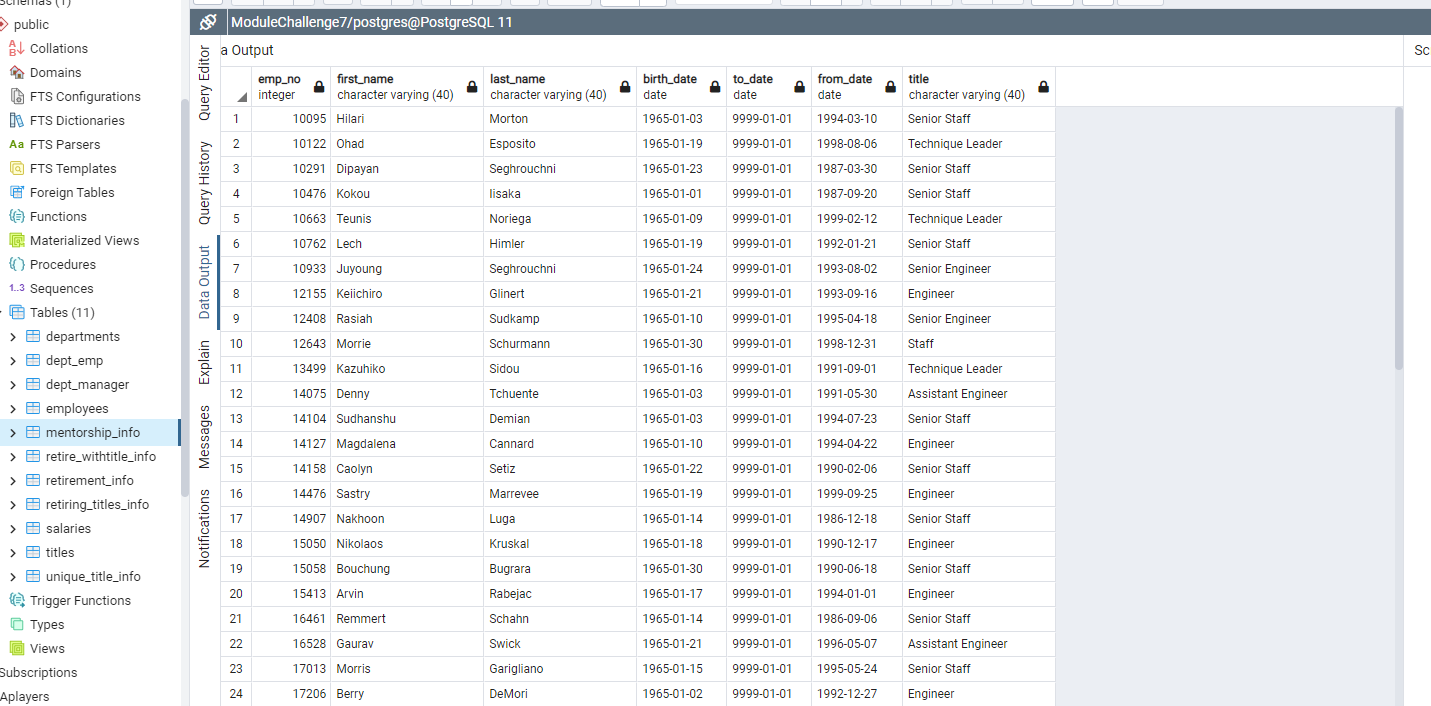 Schemas (1)
public
Collations
Domains
FTS Configurations
FTS Dictionaries
Aa FTS Parsers
FTS Templates
Foreign Tables
Functions
Materialized Views
Procedures
1..3 Sequences
Tables (11)
departments
dept_emp
dept_manager
employees
mentorship_info
retire_withtitle_info
retirement_info
retiring_titles_info
salaries
titles
unique_title_info
Trigger Functions
Types
Views
Subscriptions
Aplayers
ModuleChallenge7/postgres@PostgreSQL 11
Query Editor
Query History
Data Output
Explain
Messages
Notifications
a Output
Sc
emp_no first_name last_name birth_date to_date from_date title
integer character varying (40) character varying (40) date date date character varying (40)
1 10095 Hilari Morton 1965-01-03 9999-01-01 1994-03-10 Senior Staff
2 10122 Ohad Esposito 1965-01-19 9999-01-01 1998-08-06 Technique Leader
3 10291 Dipayan Seghrouchni 1965-01-23 9999-01-01 1987-03-30 Senior Staff
4 10476 Kokou Iisaka 1965-01-01 9999-01-01 1987-09-20 Senior Staff
5 10663 Teunis Noriega 1965-01-09 9999-01-01 1999-02-12 Technique Leader
6 10762 Lech Himler 1965-01-19 9999-01-01 1992-01-21 Senior Staff
7 10933 Juyoung Seghrouchni 1965-01-24 9999-01-01 1993-08-02 Senior Engineer
8 12155 Keiichiro Glinert 1965-01-21 9999-01-01 1993-09-16 Engineer
9 12408 Rasiah Sudkamp 1965-01-10 9999-01-01 1995-04-18 Senior Engineer
10 12643 Morrie Schurmann 1965-01-30 9999-01-01 1998-12-31 Staff
11 13499 Kazuhiko Sidou 1965-01-16 9999-01-01 1991-09-01 Technique Leader
12 14075 Denny Tchuente 1965-01-03 9999-01-01 1991-05-30 Assistant Engineer
13 14104 Sudhanshu Demian 1965-01-03 9999-01-01 1994-07-23 Senior Staff
14 14127 Magdalena Cannard 1965-01-10 9999-01-01 1994-04-22 Engineer
15 14158 Caolyn Setiz 1965-01-22 9999-01-01 1990-02-06 Senior Staff
16 14476 Sastry Marrevee 1965-01-19 9999-01-01 1999-09-25 Engineer
17 14907 Nakhoon Luga 1965-01-14 9999-01-01 1986-12-18 Senior Staff
18 15050 Nikolaos Kruskal 1965-01-18 9999-01-01 1990-12-17 Engineer
19 15058 Bouchung Bugrara 1965-01-30 9999-01-01 1990-06-18 Senior Staff
20 15413 Arvin Rabejac 1965-01-17 9999-01-01 1994-01-01 Engineer
21 16461 Remmert Schahn 1965-01-14 9999-01-01 1986-09-06 Senior Staff
22 16528 Gaurav Swick 1965-01-21 9999-01-01 1996-05-07 Assistant Engineer
23 17013 Morris Garigliano 1965-01-15 9999-01-01 1995-05-24 Senior Staff
24 17206 Berry DeMori 1965-01-02 9999-01-01 1992-12-27 Engineer